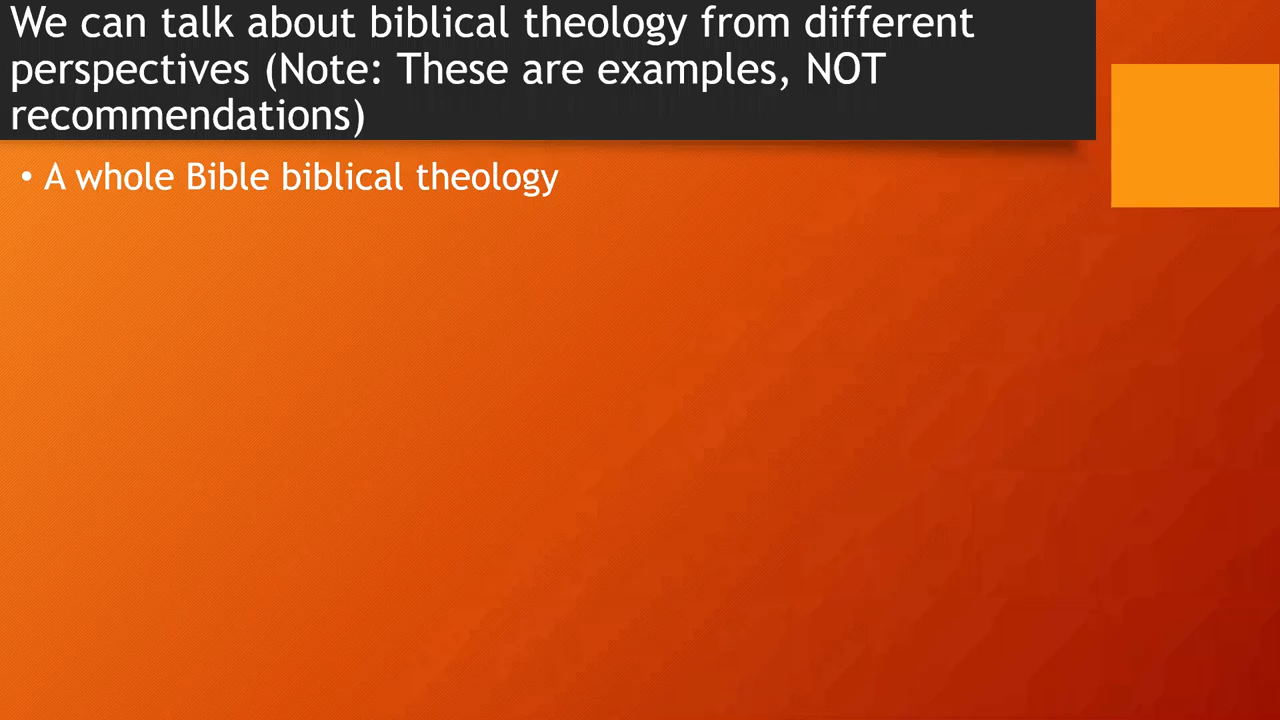 We can talk about biblical theology from different
perspectives (Note: These are examples, NOT
recommendations)
• A whole Bible biblical theology